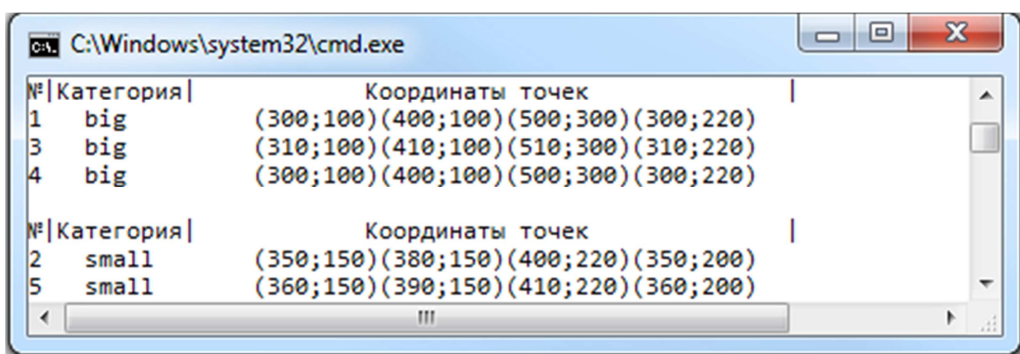 C:\Windows\system32\cmd.exe
№|Категория| Координаты точек |
1 big (300;100)(400;100)(500;300)(300;220)
3 big (310;100)(410;100)(510;300)(310;220)
4 big (300;100)(400;100)(500;300)(300;220)
№|Категория| Координаты точек |
2 small (350;150)(380;150)(400;220)(350;200)
5 small (360;150)(390;150)(410;220)(360;200)